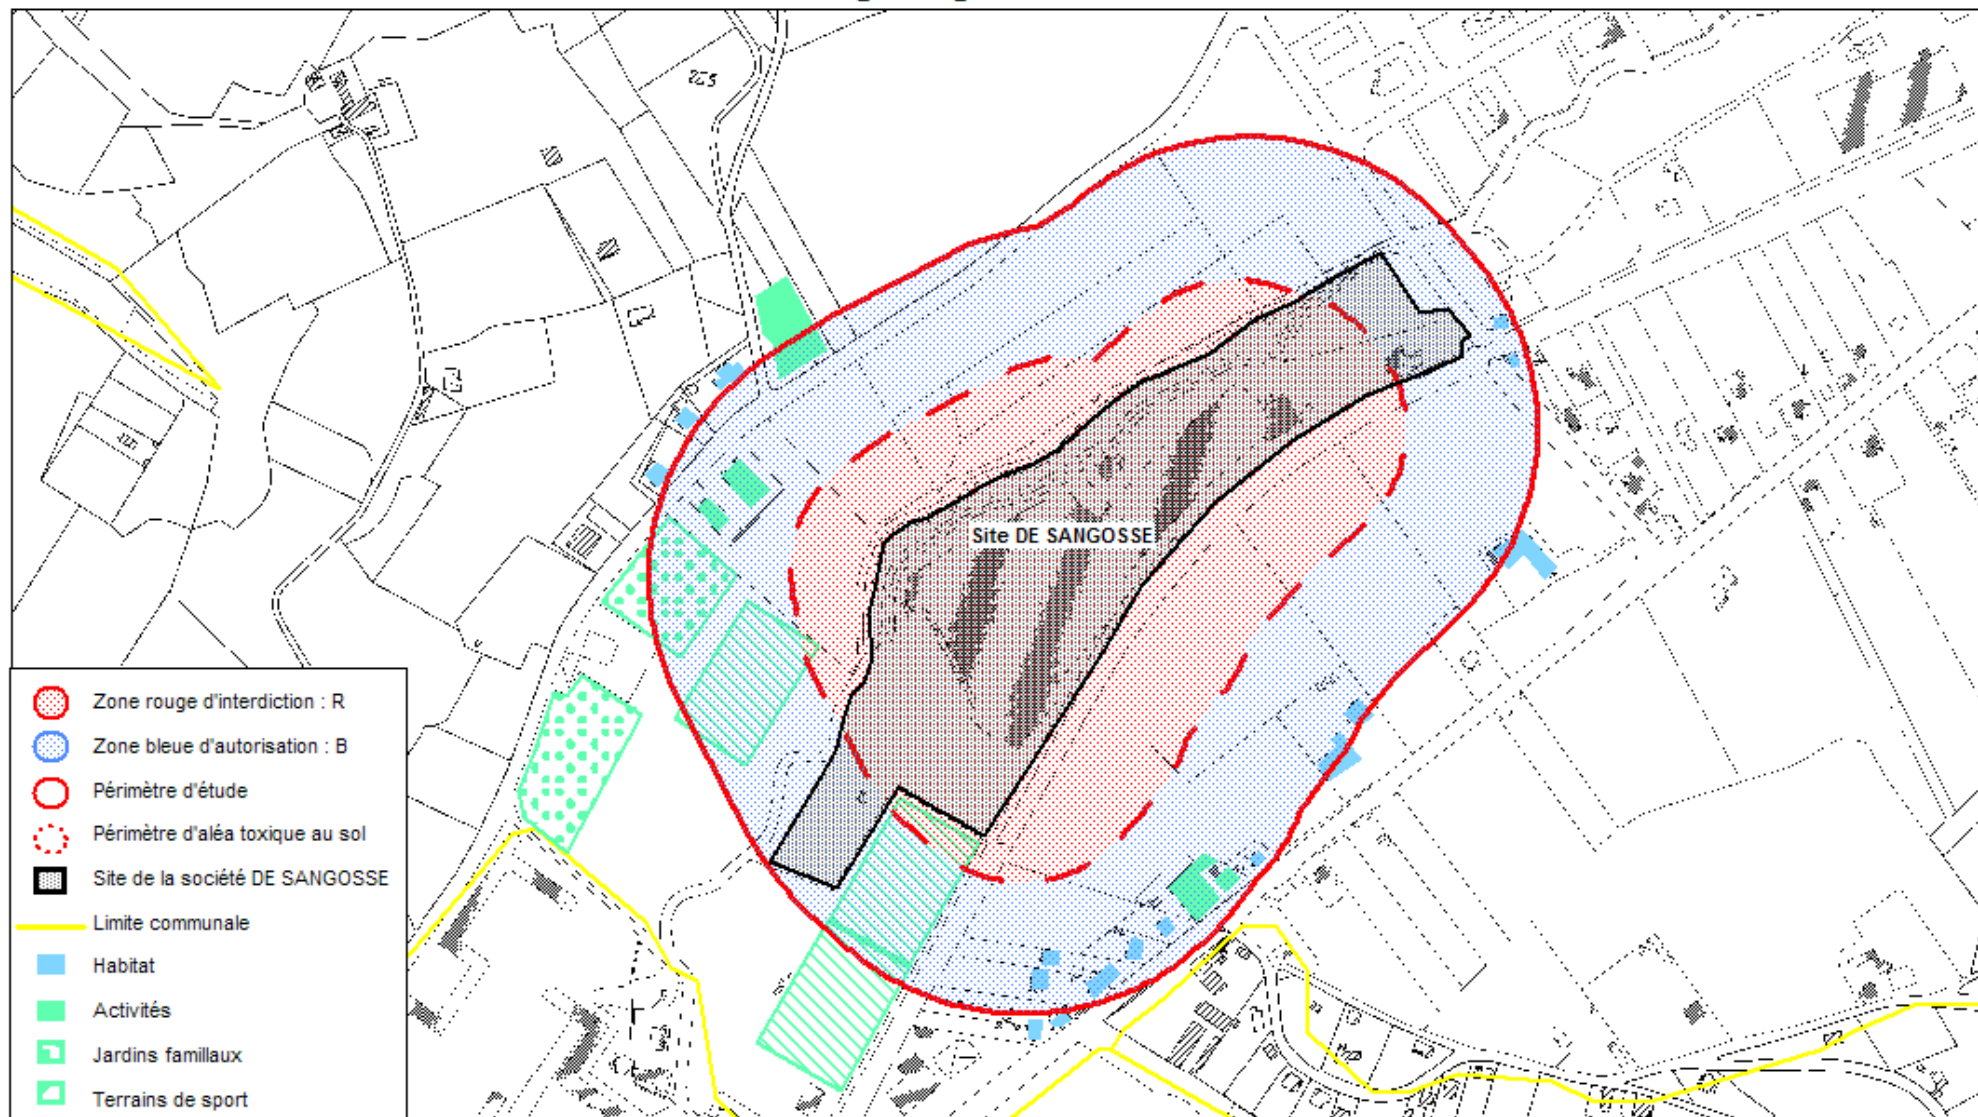 Site DE SANGOSSE
Zone rouge d'interdiction : R
Zone bleue d'autorisation : B
Périmètre d'étude
Périmètre d'aléa toxique au sol
Site de la société DE SANGOSSE
Limite communale
Habitat
Activités
Jardins famillaux
Terrains de sport